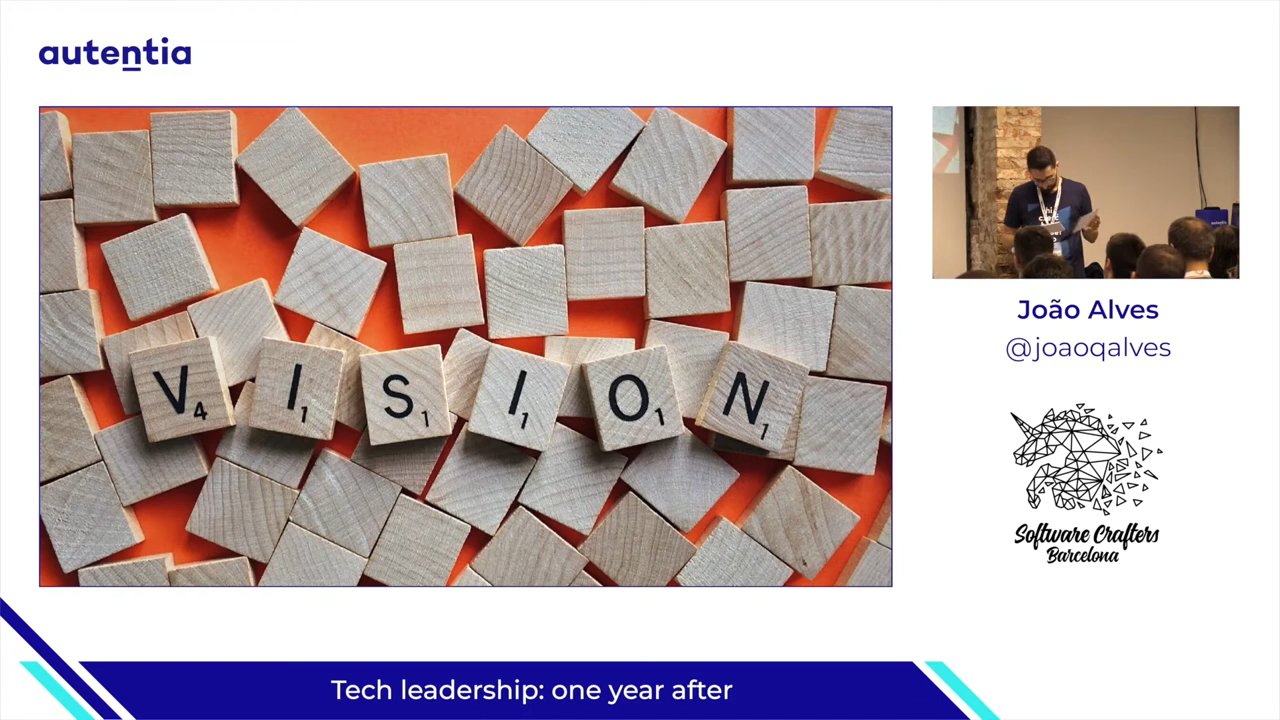 autentia
V4 I1 S1 I1 O1 N1
João Alves
@joaoqalves
Software Crafters
Barcelona
Tech leadership: one year after